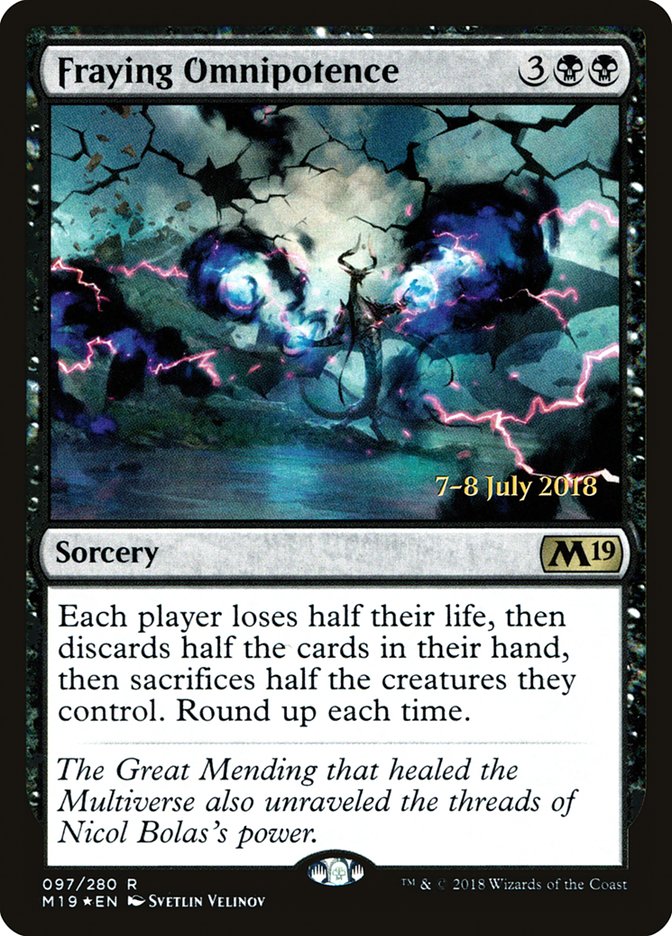 Fraying Omnipotence 3
7–8 July 2018
Sorcery M19
Each player loses half their life, then
discards half the cards in their hand,
then sacrifices half the creatures they
control. Round up each time.
The Great Mending that healed the
Multiverse also unraveled the threads of
Nicol Bolas's power.
097/280 R
M19★EN Svetlin Velinov
™ & © 2018 Wizards of the Coast